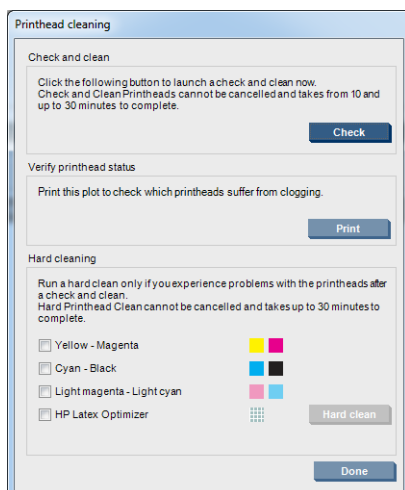 Printhead cleaning
Check and clean
Click the following button to launch a check and clean now.
Check and Clean Printheads cannot be cancelled and takes from 10 and
up to 30 minutes to complete.
Check
Verify printhead status
Print this plot to check which printheads suffer from clogging.
Print
Hard cleaning
Run a hard clean only if you experience problems with the printheads after
a check and clean.
Hard Printhead Clean cannot be cancelled and takes up to 30 minutes to
complete.
Yellow - Magenta
Cyan - Black
Light magenta - Light cyan
HP Latex Optimizer
Hard clean
Done